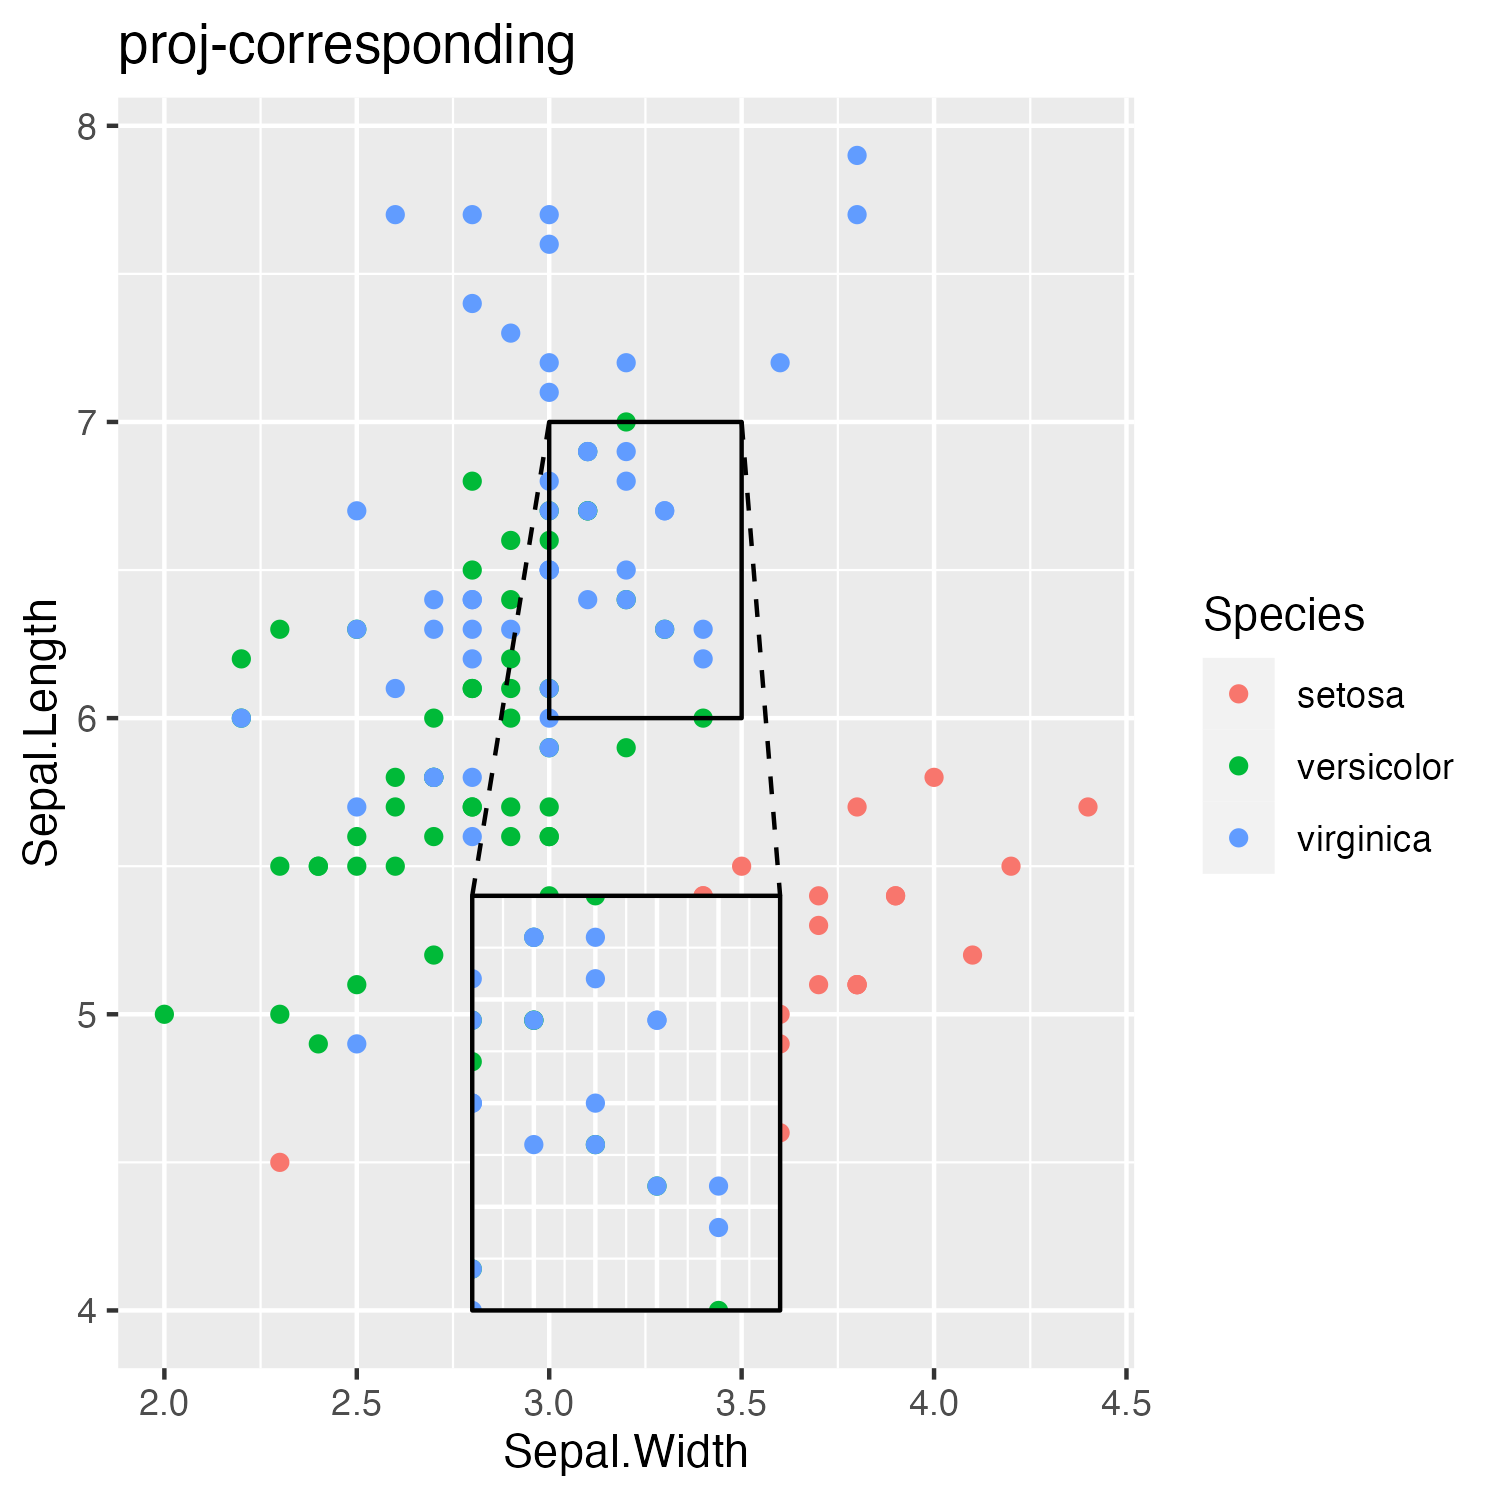 proj-corresponding
8
7
6
5
4
Sepal.Length
2.0 2.5 3.0 3.5 4.0 4.5
Sepal.Width
Species
setosa
versicolor
virginica